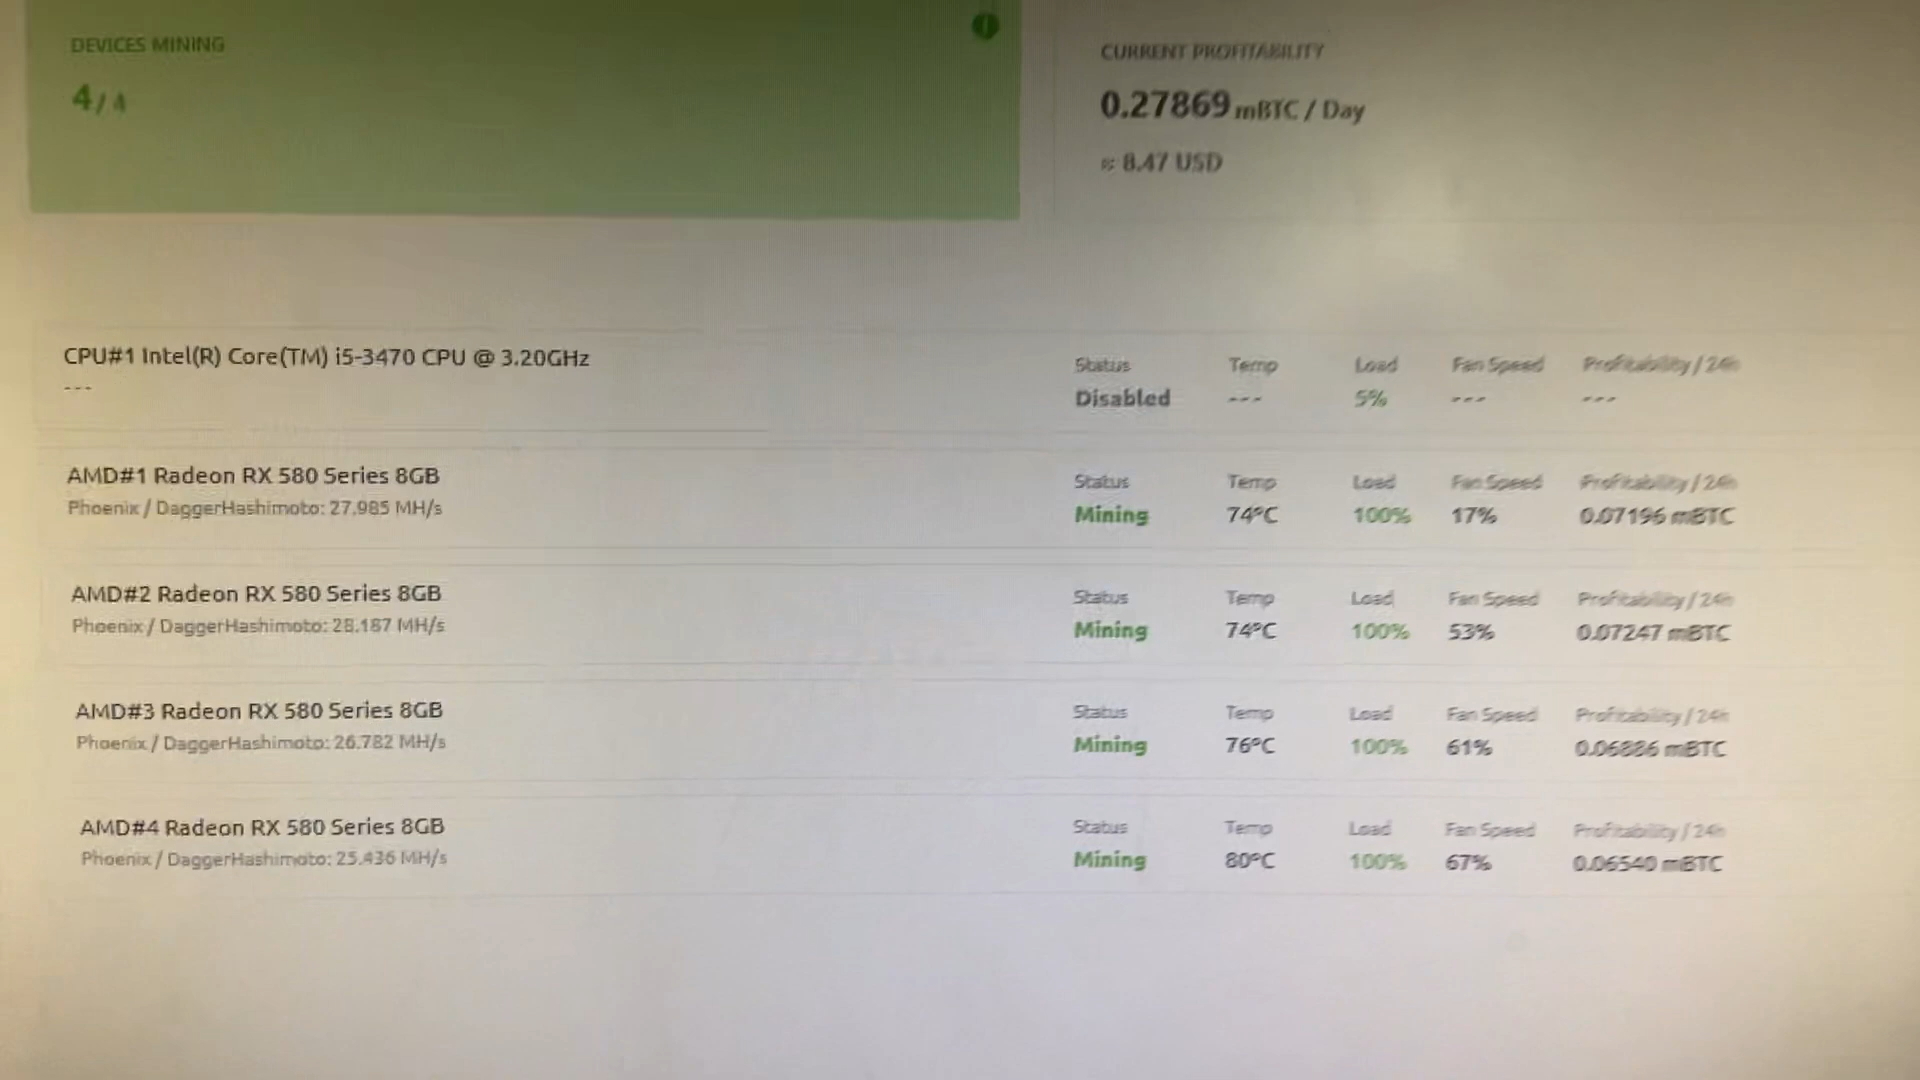 DEVICES MINING
4 / 4
CURRENT PROFITABILITY
0.27869 mBTC / Day
≈ 8.47 USD
CPU#1 Intel(R) Core(TM) i5-3470 CPU @ 3.20GHz
---
Status Temp Load Fan Speed Profitability / 24h
Disabled --- 5% --- ---
AMD#1 Radeon RX 580 Series 8GB
Phoenix / DaggerHashimoto: 27.985 MH/s
Status Temp Load Fan Speed Profitability / 24h
Mining 74°C 100% 17% 0.07196 mBTC
AMD#2 Radeon RX 580 Series 8GB
Phoenix / DaggerHashimoto: 28.187 MH/s
Status Temp Load Fan Speed Profitability / 24h
Mining 74°C 100% 53% 0.07247 mBTC
AMD#3 Radeon RX 580 Series 8GB
Phoenix / DaggerHashimoto: 26.782 MH/s
Status Temp Load Fan Speed Profitability / 24h
Mining 76°C 100% 61% 0.06886 mBTC
AMD#4 Radeon RX 580 Series 8GB
Phoenix / DaggerHashimoto: 25.436 MH/s
Status Temp Load Fan Speed Profitability / 24h
Mining 80°C 100% 67% 0.06540 mBTC